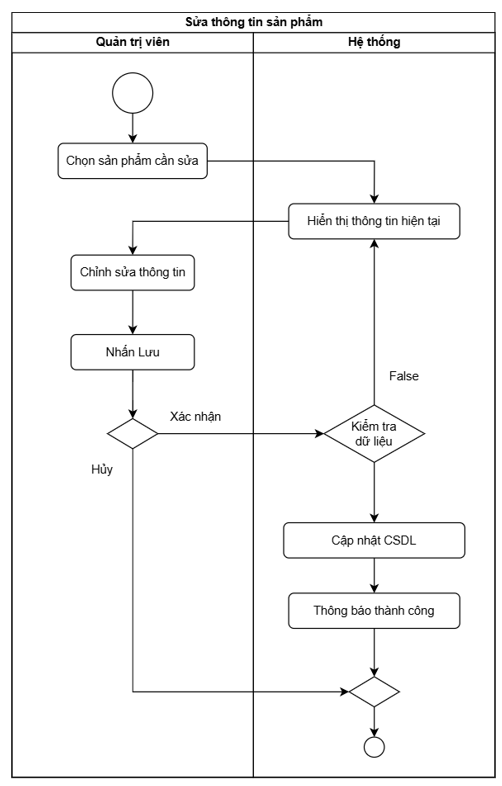 Sửa thông tin sản phẩm
Quản trị viên
Hệ thống
Chọn sản phẩm cần sửa
Hiển thị thông tin hiện tại
Chỉnh sửa thông tin
Nhấn Lưu
False
Xác nhận
Kiểm tra
dữ liệu
Hủy
Cập nhật CSDL
Thông báo thành công